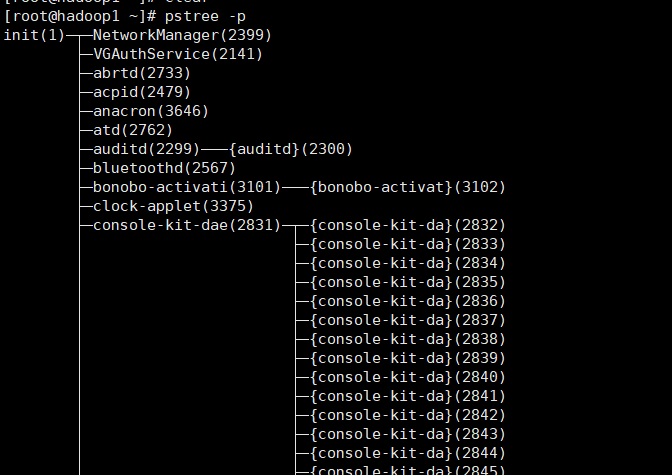 [root@hadoop1 ~]# clear
[root@hadoop1 ~]# pstree -p
init(1)─┬─NetworkManager(2399)
├─VGAuthService(2141)
├─abrtd(2733)
├─acpid(2479)
├─anacron(3646)
├─atd(2762)
├─auditd(2299)───{auditd}(2300)
├─bluetoothd(2567)
├─bonobo-activati(3101)───{bonobo-activat}(3102)
├─clock-applet(3375)
├─console-kit-dae(2831)─┬─{console-kit-da}(2832)
├─{console-kit-da}(2833)
├─{console-kit-da}(2834)
├─{console-kit-da}(2835)
├─{console-kit-da}(2836)
├─{console-kit-da}(2837)
├─{console-kit-da}(2838)
├─{console-kit-da}(2839)
├─{console-kit-da}(2840)
├─{console-kit-da}(2841)
├─{console-kit-da}(2842)
├─{console-kit-da}(2843)
├─{console-kit-da}(2844)
├─{console-kit-da}(2845)